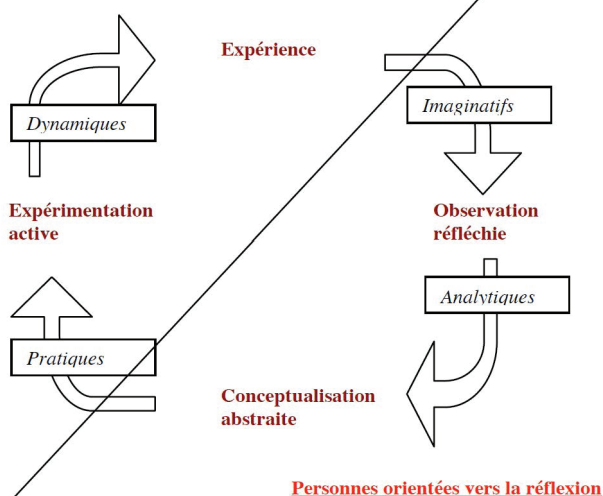 Expérience
Imaginatifs
Dynamiques
Expérimentation
active
Observation
réfléchie
Analytiques
Pratiques
Conceptualisation
abstraite
Personnes orientées vers la réflexion